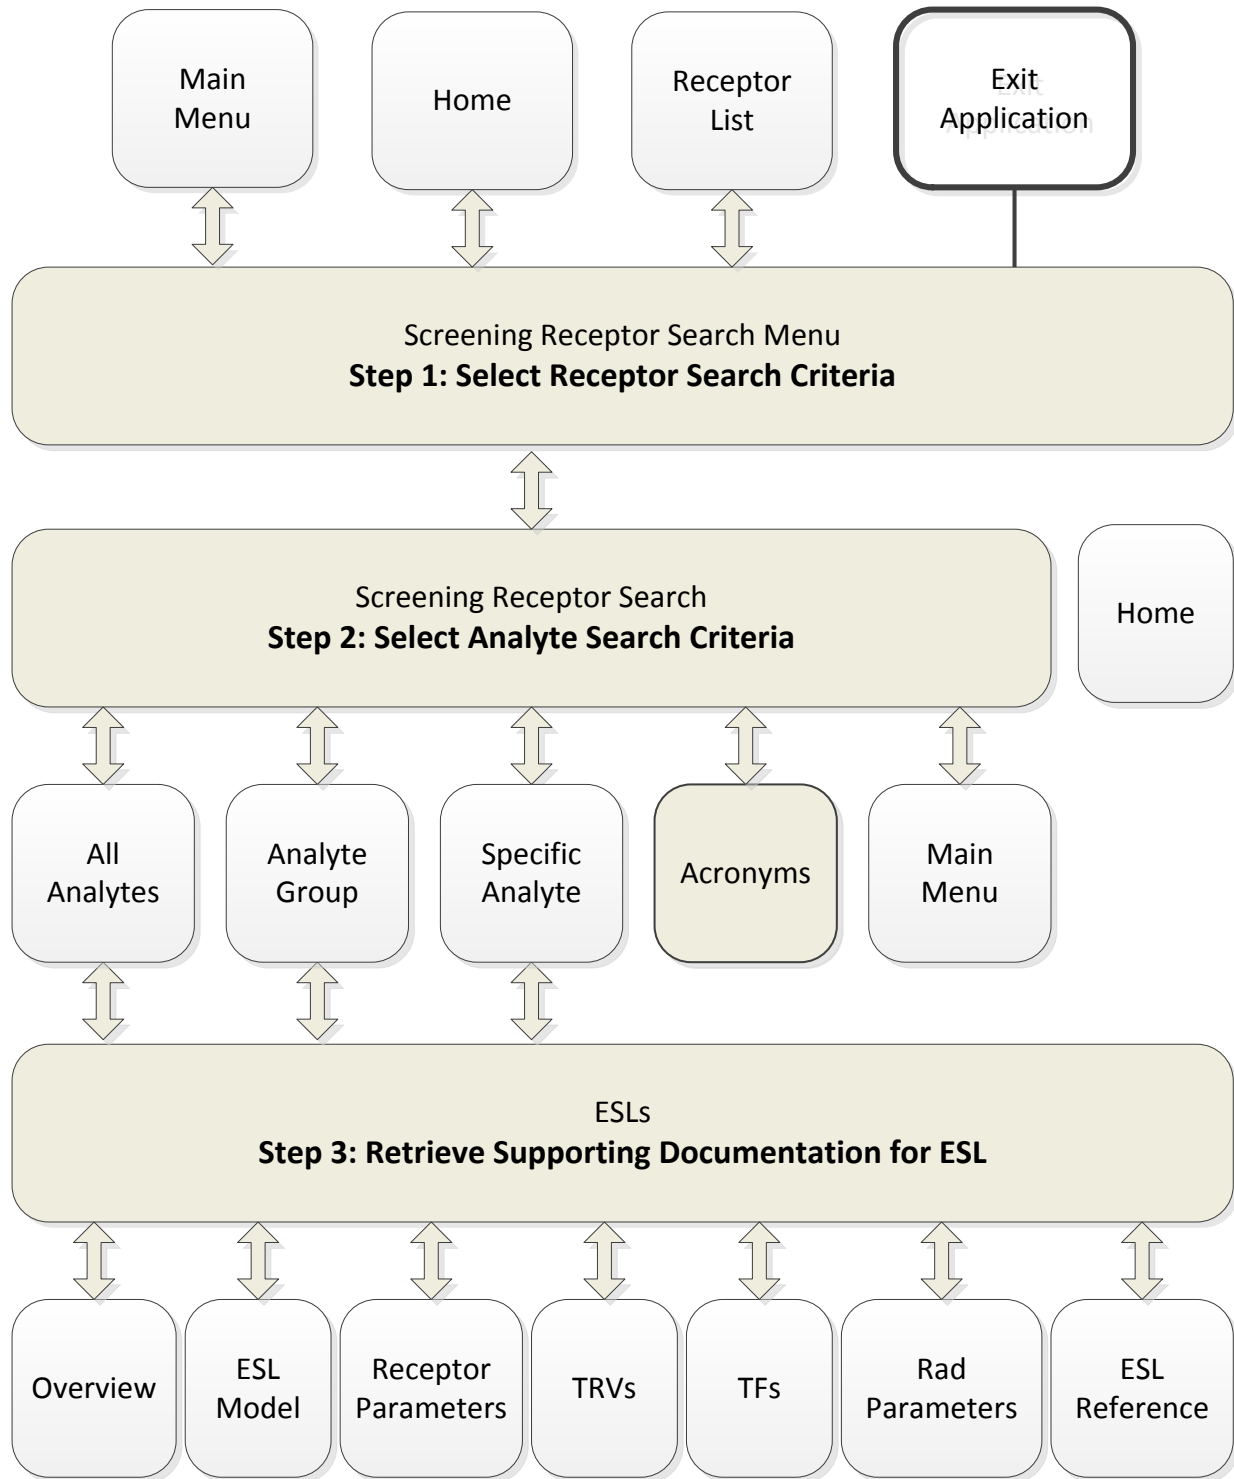 Main
Menu
Home
Receptor
List
Exit
Application
Screening Receptor Search Menu
Step 1: Select Receptor Search Criteria
Screening Receptor Search
Step 2: Select Analyte Search Criteria
Home
All
Analytes
Analyte
Group
Specific
Analyte
Acronyms
Main
Menu
ESLs
Step 3: Retrieve Supporting Documentation for ESL
Overview
ESL
Model
Receptor
Parameters
TRVs
TFs
Rad
Parameters
ESL
Reference